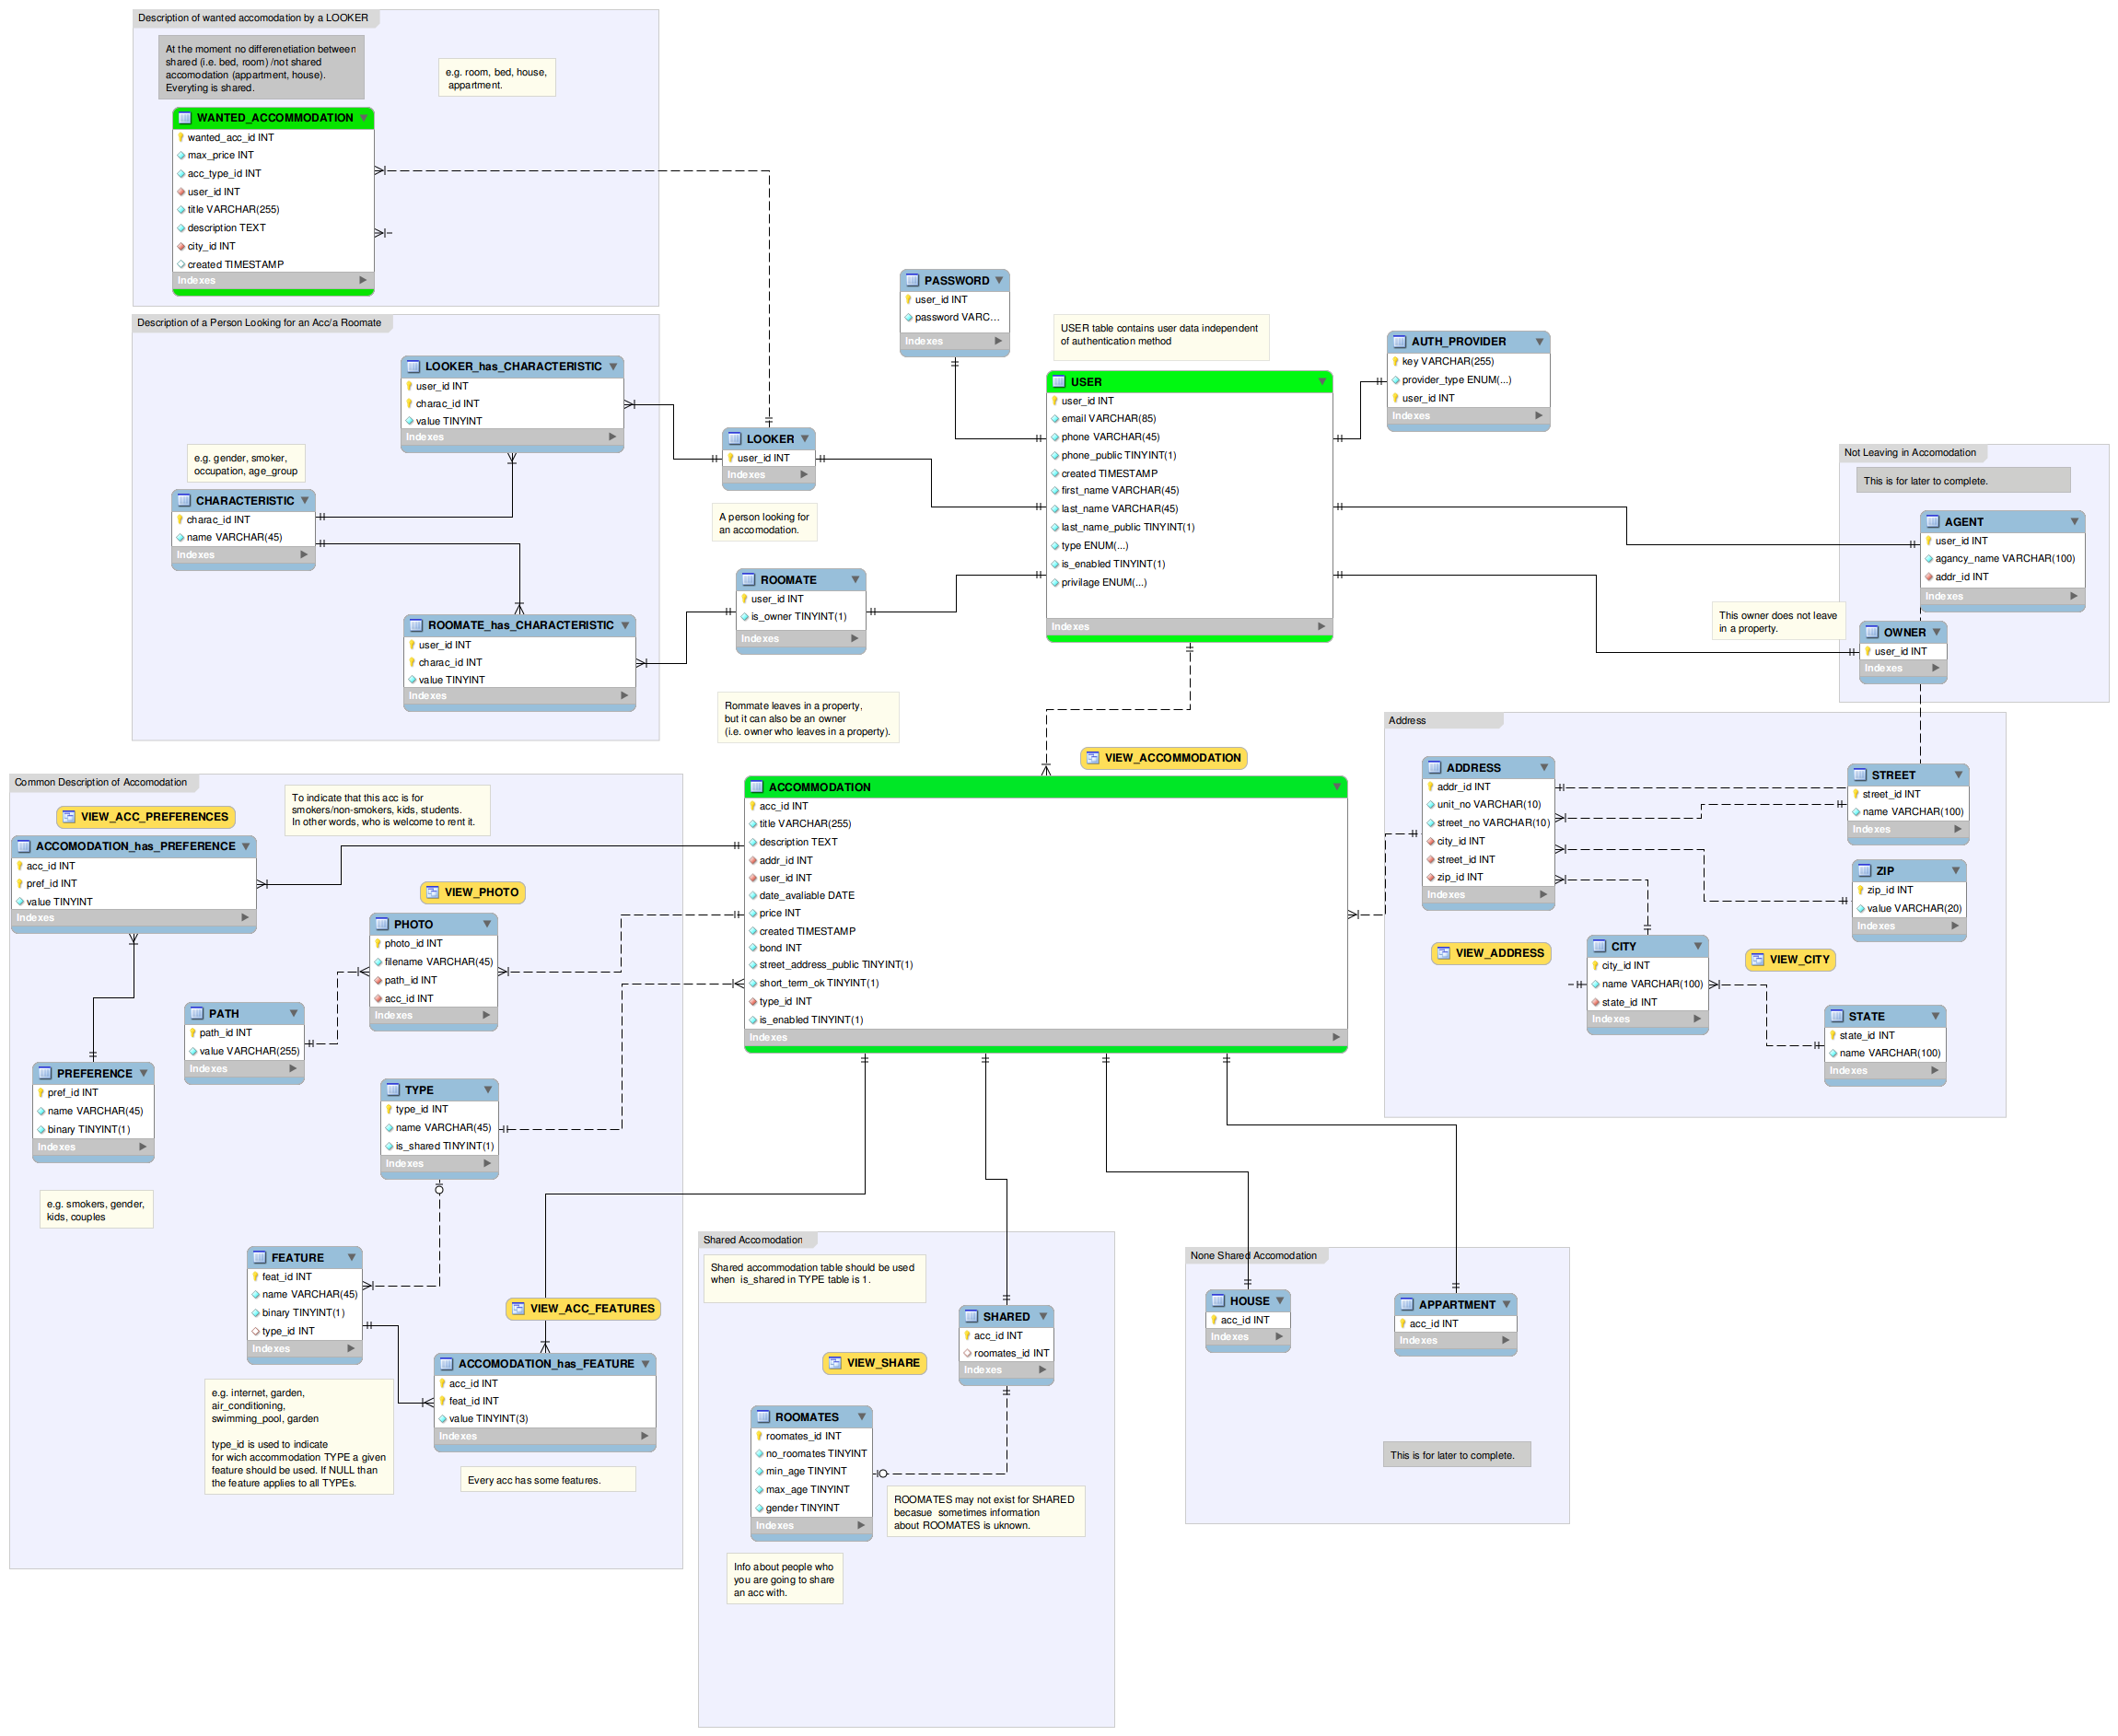 Description of wanted accomodation by a LOOKER
At the moment no differenetiation between
shared (i.e. bed, room) /not shared
accomodation (appartment, house).
Everyting is shared.
e.g. room, bed, house,
appartment.
WANTED_ACCOMMODATION
wanted_acc_id INT
max_price INT
acc_type_id INT
user_id INT
title VARCHAR(255)
description TEXT
city_id INT
created TIMESTAMP
Indexes
Description of a Person Looking for an Acc/a Roomate
LOOKER_has_CHARACTERISTIC
user_id INT
charac_id INT
value TINYINT
Indexes
e.g. gender, smoker,
occupation, age_group
CHARACTERISTIC
charac_id INT
name VARCHAR(45)
Indexes
ROOMATE_has_CHARACTERISTIC
user_id INT
charac_id INT
value TINYINT
Indexes
LOOKER
user_id INT
Indexes
A person looking for
an accomodation.
ROOMATE
user_id INT
is_owner TINYINT(1)
Indexes
Rommate leaves in a property,
but it can also be an owner
(i.e. owner who leaves in a property).
PASSWORD
user_id INT
password VARC...
Indexes
USER table contains user data independent
of authentication method
USER
user_id INT
email VARCHAR(85)
phone VARCHAR(45)
phone_public TINYINT(1)
created TIMESTAMP
first_name VARCHAR(45)
last_name VARCHAR(45)
last_name_public TINYINT(1)
type ENUM(...)
is_enabled TINYINT(1)
privilage ENUM(...)
Indexes
AUTH_PROVIDER
key VARCHAR(255)
provider_type ENUM(...)
user_id INT
Indexes
Not Leaving in Accomodation
This is for later to complete.
AGENT
user_id INT
agancy_name VARCHAR(100)
addr_id INT
Indexes
This owner does not leave
in a property.
OWNER
user_id INT
Indexes
Address
ADDRESS
addr_id INT
unit_no VARCHAR(10)
street_no VARCHAR(10)
city_id INT
street_id INT
zip_id INT
Indexes
STREET
street_id INT
name VARCHAR(100)
Indexes
ZIP
zip_id INT
value VARCHAR(20)
Indexes
VIEW_ADDRESS
CITY
city_id INT
name VARCHAR(100)
state_id INT
Indexes
VIEW_CITY
STATE
state_id INT
name VARCHAR(100)
Indexes
VIEW_ACCOMMODATION
ACCOMMODATION
acc_id INT
title VARCHAR(255)
description TEXT
addr_id INT
user_id INT
date_avaliable DATE
price INT
created TIMESTAMP
bond INT
street_address_public TINYINT(1)
short_term_ok TINYINT(1)
type_id INT
is_enabled TINYINT(1)
Indexes
Common Description of Accomodation
To indicate that this acc is for
smokers/non-smokers, kids, students.
In other words, who is welcome to rent it.
VIEW_ACC_PREFERENCES
ACCOMODATION_has_PREFERENCE
acc_id INT
pref_id INT
value TINYINT
Indexes
VIEW_PHOTO
PHOTO
photo_id INT
filename VARCHAR(45)
path_id INT
acc_id INT
Indexes
PATH
path_id INT
value VARCHAR(255)
Indexes
PREFERENCE
pref_id INT
name VARCHAR(45)
binary TINYINT(1)
Indexes
e.g. smokers, gender,
kids, couples
TYPE
type_id INT
name VARCHAR(45)
is_shared TINYINT(1)
Indexes
FEATURE
feat_id INT
name VARCHAR(45)
binary TINYINT(1)
type_id INT
Indexes
e.g. internet, garden,
air_conditioning,
swimming_pool, garden
type_id is used to indicate
for wich accommodation TYPE a given
feature should be used. If NULL than
the feature applies to all TYPEs.
VIEW_ACC_FEATURES
ACCOMODATION_has_FEATURE
acc_id INT
feat_id INT
value TINYINT(3)
Indexes
Every acc has some features.
Shared Accomodation
Shared accommodation table should be used
when is_shared in TYPE table is 1.
SHARED
acc_id INT
roomates_id INT
Indexes
VIEW_SHARE
ROOMATES
roomates_id INT
no_roomates TINYINT
min_age TINYINT
max_age TINYINT
gender TINYINT
Indexes
ROOMATES may not exist for SHARED
becasue sometimes information
about ROOMATES is uknown.
Info about people who
you are going to share
an acc with.
None Shared Accomodation
HOUSE
acc_id INT
Indexes
APPARTMENT
acc_id INT
Indexes
This is for later to complete.